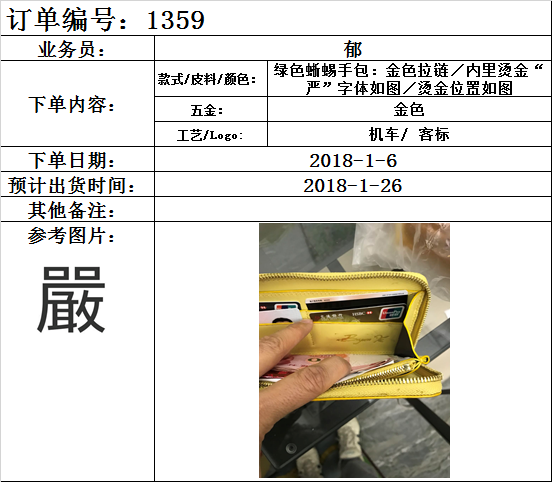 订单编号：1359
业务员：
郁
下单内容：
款式/皮料/颜色：
绿色蜥蜴手包：金色拉链／内里烫金“
严”字体如图／烫金位置如图
五金：
金色
工艺/Logo:
机车/ 客标
下单日期：
2018-1-6
预计出货时间：
2018-1-26
其他备注：
参考图片：
嚴
HSBC